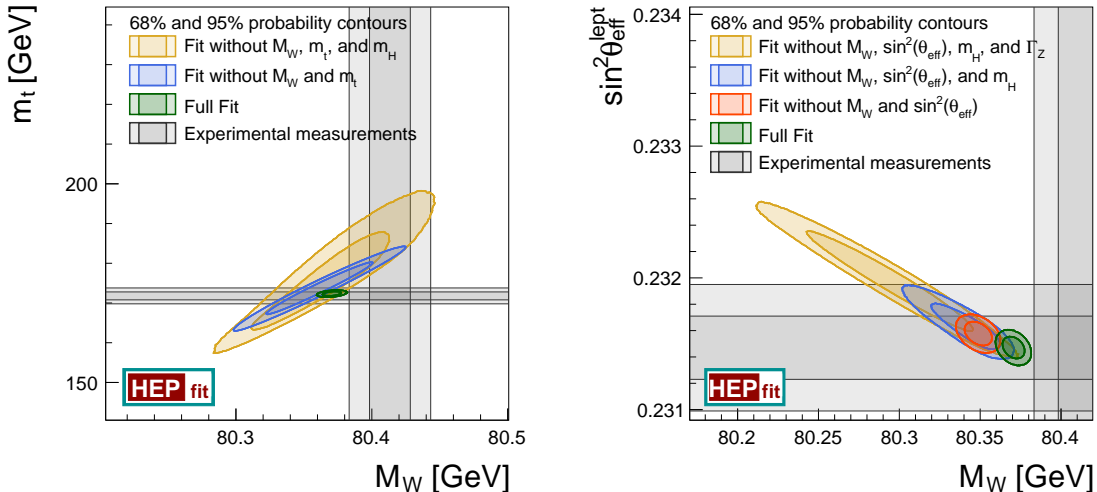 68% and 95% probability contours
Fit without M_W, m_t, and m_H
Fit without M_W and m_t
Full Fit
Experimental measurements
m_t [GeV]
200
150
80.3
80.4
80.5
M_W [GeV]
HEP fit
68% and 95% probability contours
Fit without M_W, sin²(θ_eff), m_H, and Γ_Z
Fit without M_W, sin²(θ_eff), and m_H
Fit without M_W and sin²(θ_eff)
Full Fit
Experimental measurements
sin²θ_eff^lept
0.234
0.233
0.232
0.231
80.2
80.25
80.3
80.35
80.4
M_W [GeV]
HEP fit